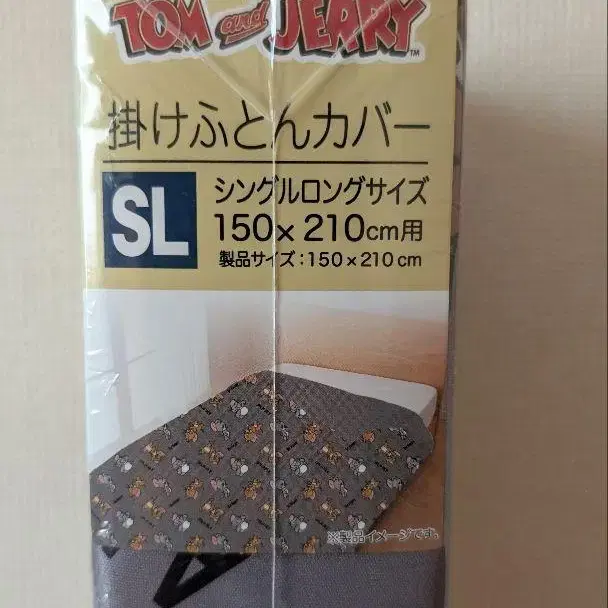 TOM and JERRY™
掛けふとんカバー
SL
シングルロングサイズ
150×210cm用
製品サイズ:150×210cm
※製品イメージです。